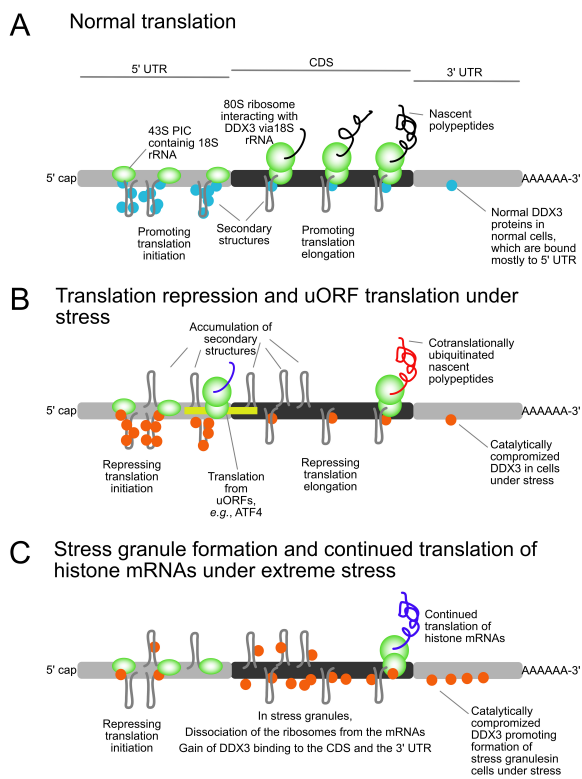 A
Normal translation
5' UTR
CDS
3' UTR
43S PIC
containig 18S
rRNA
80S ribosome
interacting with
DDX3 via18S
rRNA
Nascent
polypeptides
5' cap
AAAAAA-3'
Promoting
translation
initiation
Secondary
structures
Promoting
translation
elongation
Normal DDX3
proteins in
normal cells,
which are bound
mostly to 5' UTR
B
Translation repression and uORF translation under
stress
Accumulation of
secondary
structures
Cotranslationally
ubiquitinated
nascent
polypeptides
5' cap
AAAAAA-3'
Repressing
translation
initiation
Translation
from
uORFs,
e.g., ATF4
Repressing
translation
elongation
Catalytically
compromized
DDX3 in cells
under stress
C
Stress granule formation and continued translation of
histone mRNAs under extreme stress
Continued
translation of
histone mRNAs
5' cap
AAAAAA-3'
Repressing
translation
initiation
In stress granules,
Dissociation of the ribosomes from the mRNAs
Gain of DDX3 binding to the CDS and the 3' UTR
Catalytically
compromized
DDX3 promoting
formation of
stress granulesin
cells under stress